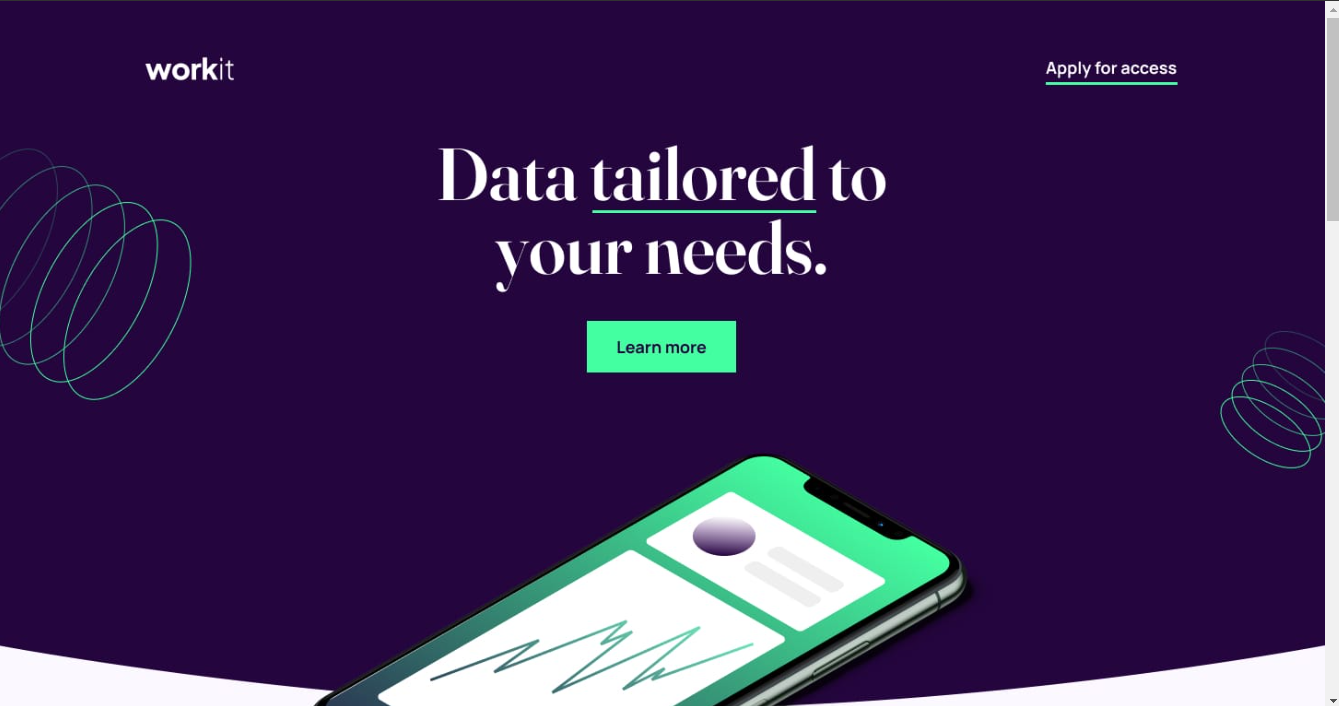 workit
Apply for access
Data tailored to
your needs.
Learn more